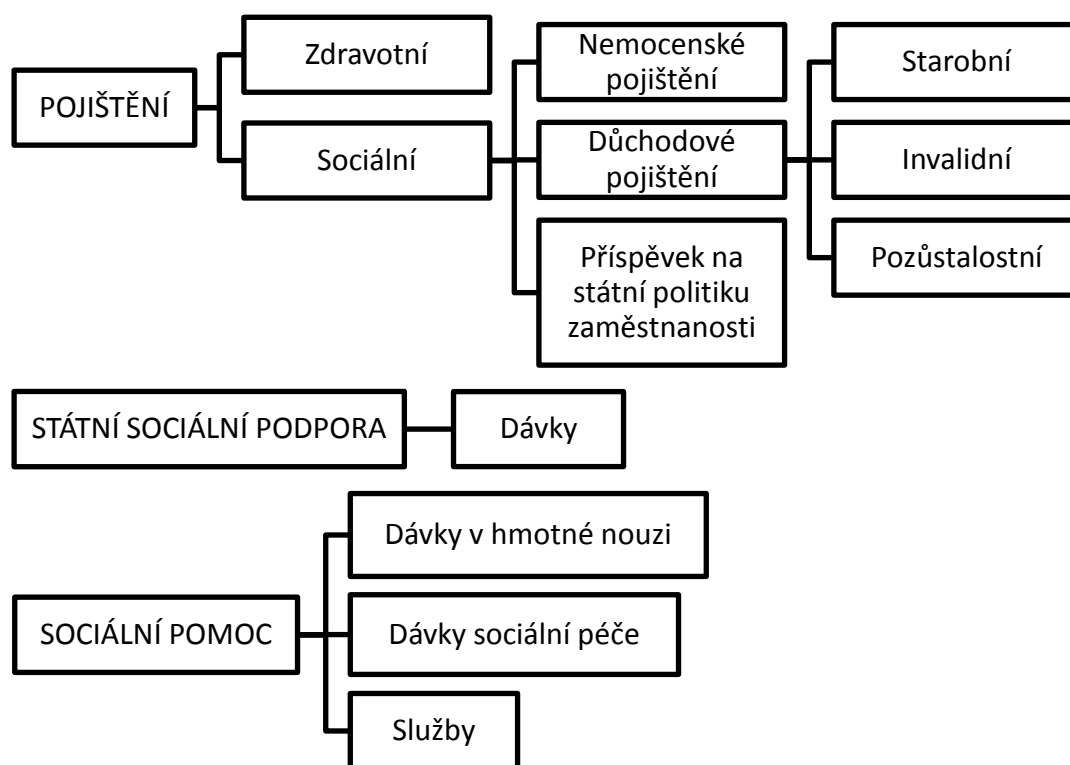 POJIŠTĚNÍ
Zdravotní
Sociální
Nemocenské
pojištění
Důchodové
pojištění
Příspěvek na
státní politiku
zaměstnanosti
Starobní
Invalidní
Pozůstalostní
STÁTNÍ SOCIÁLNÍ PODPORA
Dávky
SOCIÁLNÍ POMOC
Dávky v hmotné nouzi
Dávky sociální péče
Služby